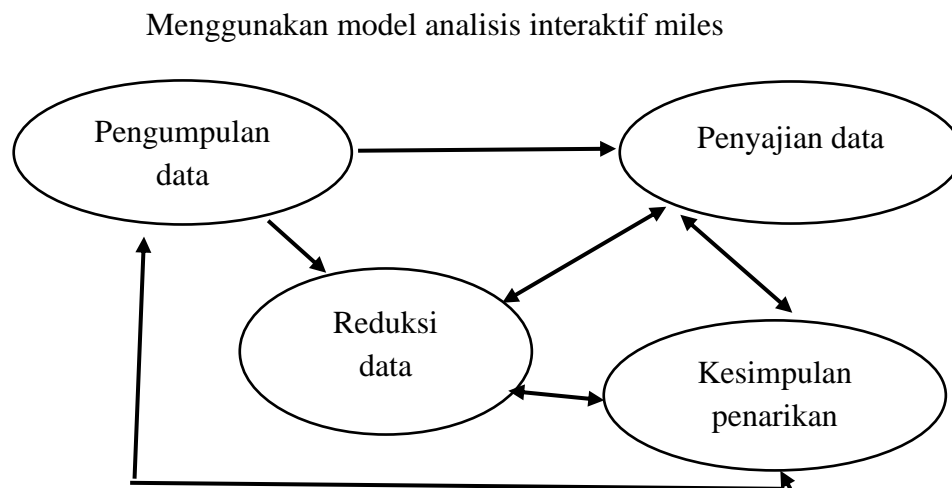 Menggunakan model analisis interaktif miles
Pengumpulan
data
Penyajian data
Reduksi
data
Kesimpulan
penarikan